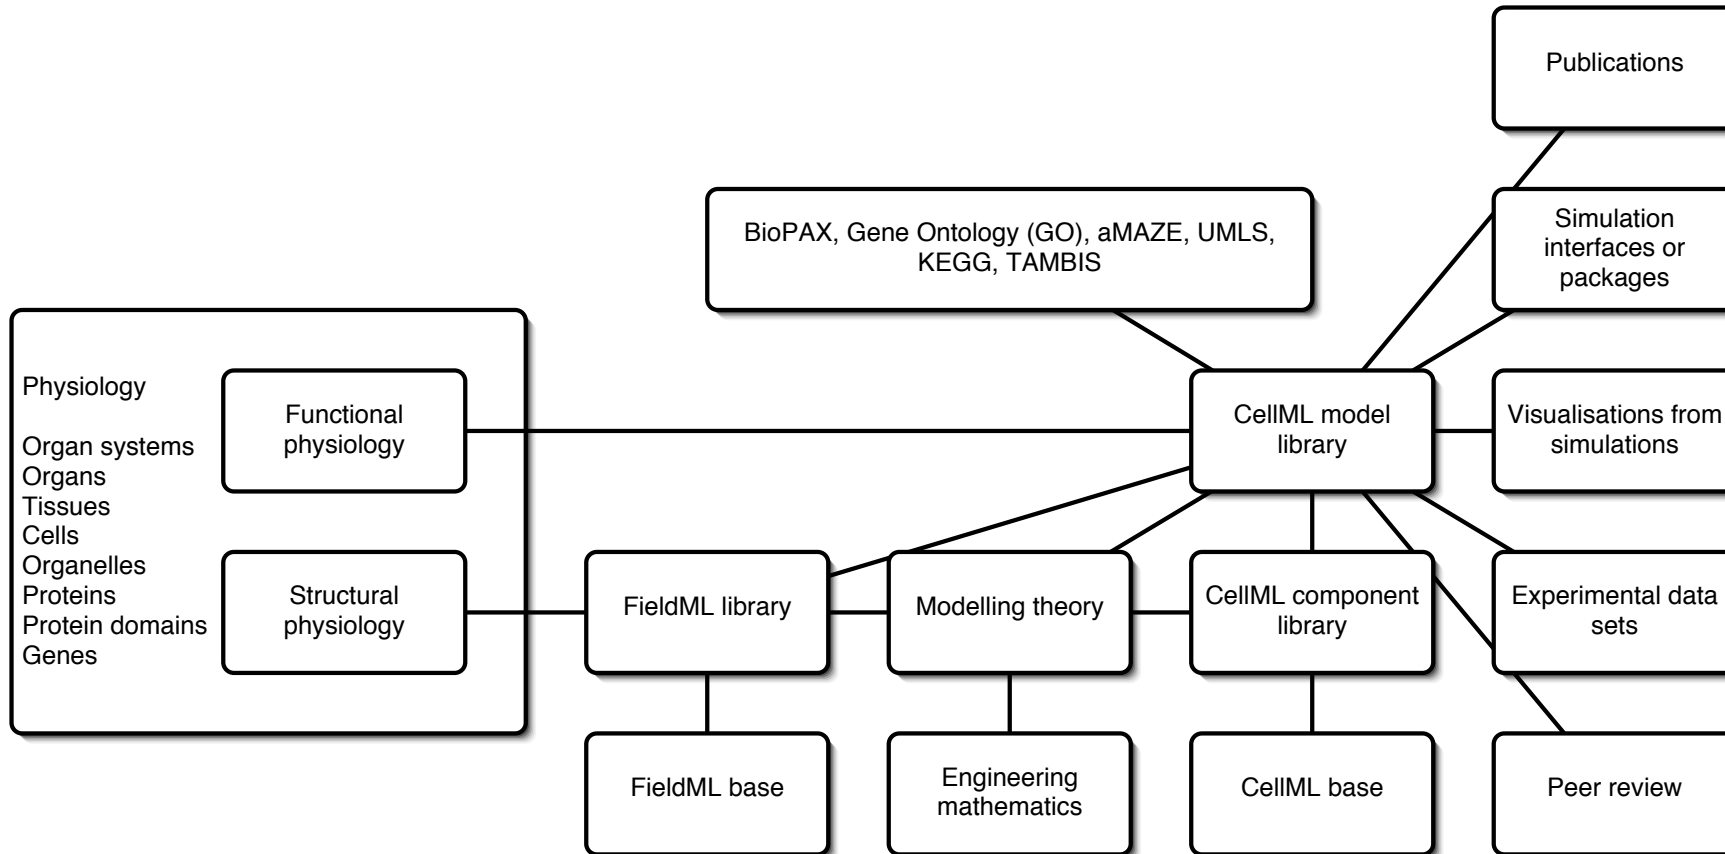 Publications
Simulation
interfaces or
packages
BioPAX, Gene Ontology (GO), aMAZE, UMLS,
KEGG, TAMBIS
Physiology
Organ systems
Organs
Tissues
Cells
Organelles
Proteins
Protein domains
Genes
Functional
physiology
Structural
physiology
CellML model
library
Visualisations from
simulations
FieldML library
Modelling theory
CellML component
library
Experimental data
sets
FieldML base
Engineering
mathematics
CellML base
Peer review